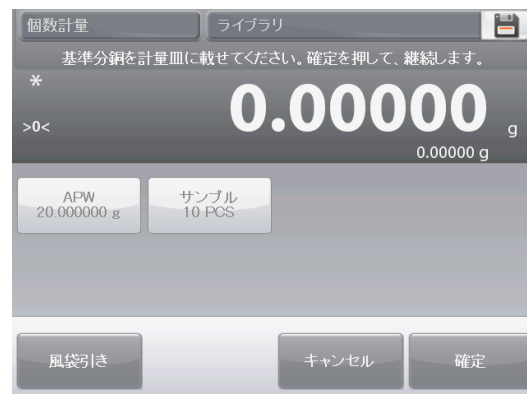 個数計量 ライブラリ
基準分銅を計量皿に載せてください。確定を押して、継続します。
*
>0< 0.00000 g
0.00000 g
APW サンプル
20.000000 g 10 PCS
風袋引き キャンセル 確定